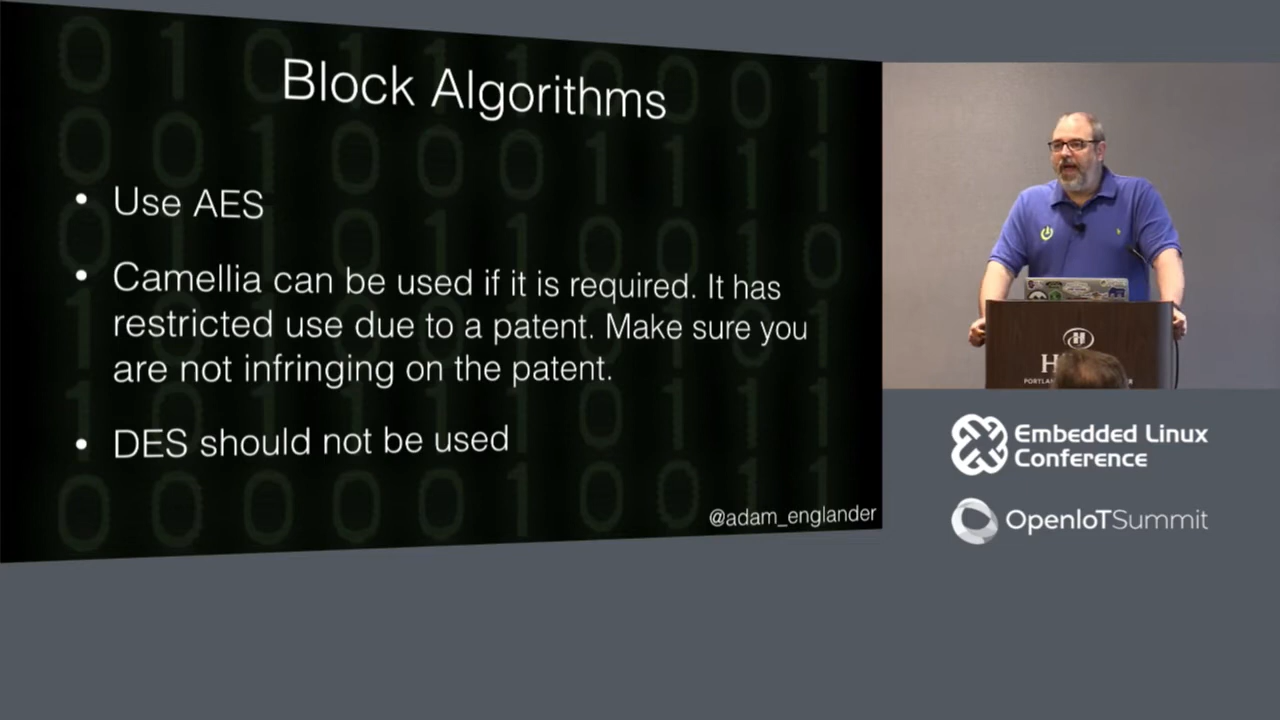 Block Algorithms
• Use AES
• Camellia can be used if it is required. It has
restricted use due to a patent. Make sure you
are not infringing on the patent.
• DES should not be used
@adam_englander
Embedded Linux
Conference
OpenIoTSummit